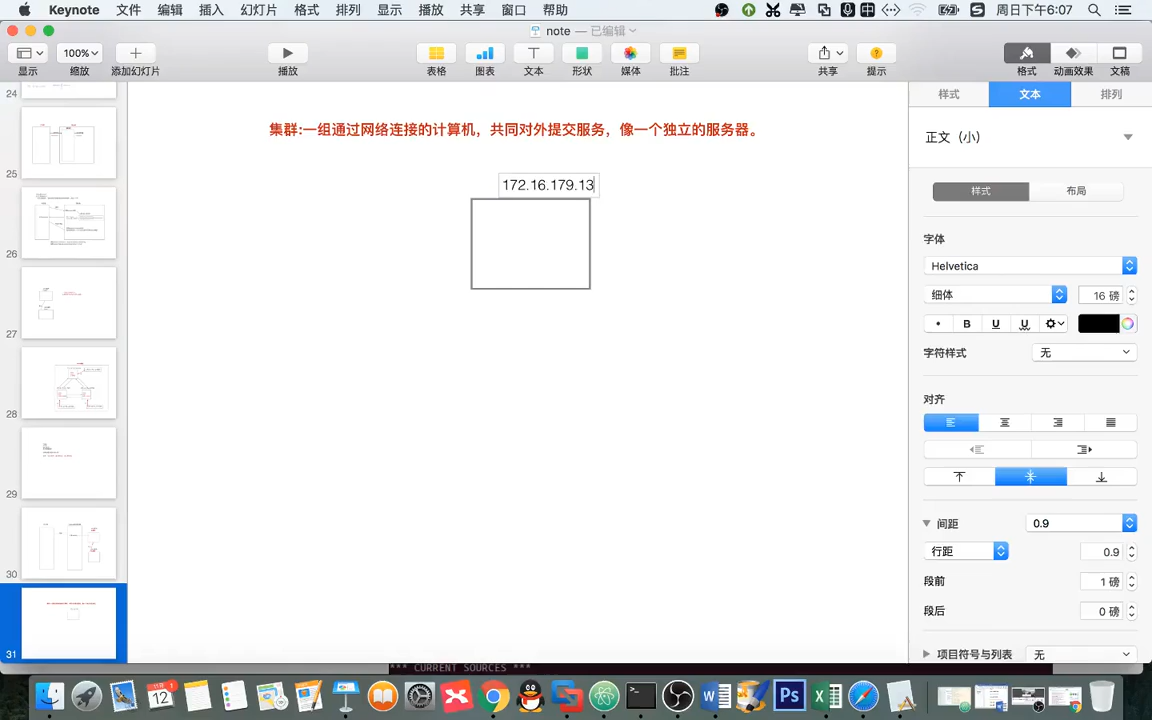 Keynote 文件 编辑 插入 幻灯片 格式 排列 显示 播放 共享 窗口 帮助 周日下午6:07
note — 已编辑
100%
显示 缩放 添加幻灯片 播放 表格 图表 文本 形状 媒体 批注 共享 提示 格式 动画效果 文稿
样式 文本 排列
24
25
26
27
28
29
30
31
集群:一组通过网络连接的计算机，共同对外提交服务，像一个独立的服务器。
172.16.179.13
正文（小）
样式 布局
字体
Helvetica
细体 16 磅
B U U
字符样式 无
对齐
间距 0.9
行距 0.9
段前 1 磅
段后 0 磅
项目符号与列表 无
*** CURRENT SOURCES ***
12
Ps